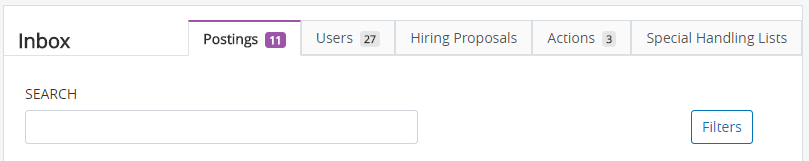 Inbox
Postings 11
Users 27
Hiring Proposals
Actions 3
Special Handling Lists
SEARCH
Filters